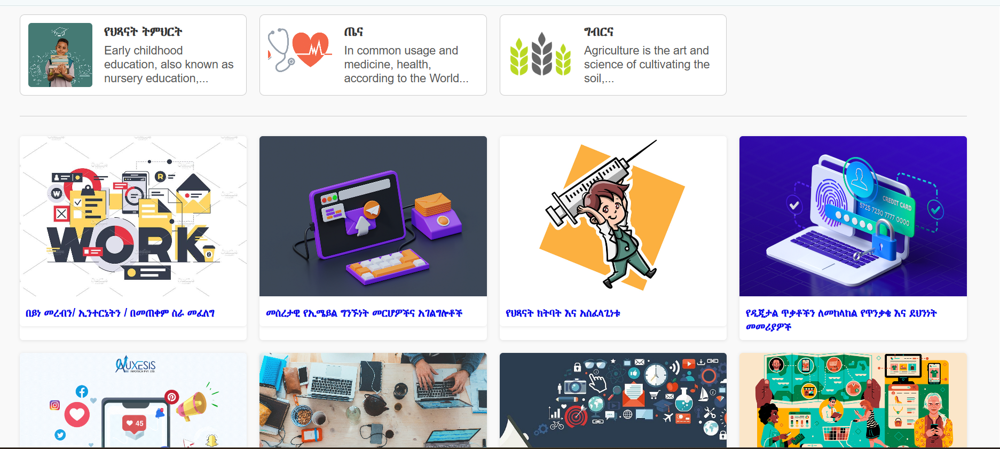 የህጻናት ትምህርት
Early childhood
education, also known as
nursery education,...
ጤና
In common usage and
medicine, health,
according to the World...
ግብርና
Agriculture is the art and
science of cultivating the
soil,...
WORK
W
R
CREDIT CARD
5725 7230 7777 0000
በይነ መረብን/ ኢንተርኔትን / በመጠቀም ስራ መፈለግ
መሰረታዊ የኢሜይል ግንኙነት መርሆዎችና አገልግሎቶች
የህጻናት ክትባት እና አስፈላጊነቱ
የዲጂታል ጥቃቶችን ለመከላከል የጥንቃቄ እና ደህንነት
መመሪያዎች
AUXESIS
INFOTECH PVT. LTD.
45